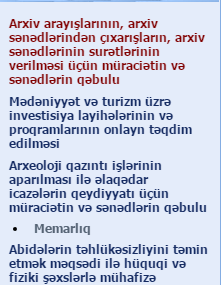 Arxiv arayışlarının, arxiv
sənədlərindən çıxarışların, arxiv
sənədlərinin surətlərinin
verilməsi üçün müraciətin və
sənədlərin qəbulu
Mədəniyyət və turizm üzrə
investisiya layihələrinin və
proqramlarının onlayn təqdim
edilməsi
Arxeoloji qazıntı işlərinin
aparılması ilə əlaqədar
icazələrin qeydiyyatı üçün
müraciətin və sənədlərin qəbulu
• Memarlıq
Abidələrin təhlükəsizliyini təmin
etmək məqsədi ilə hüquqi və
fiziki şəxslərlə mühafizə